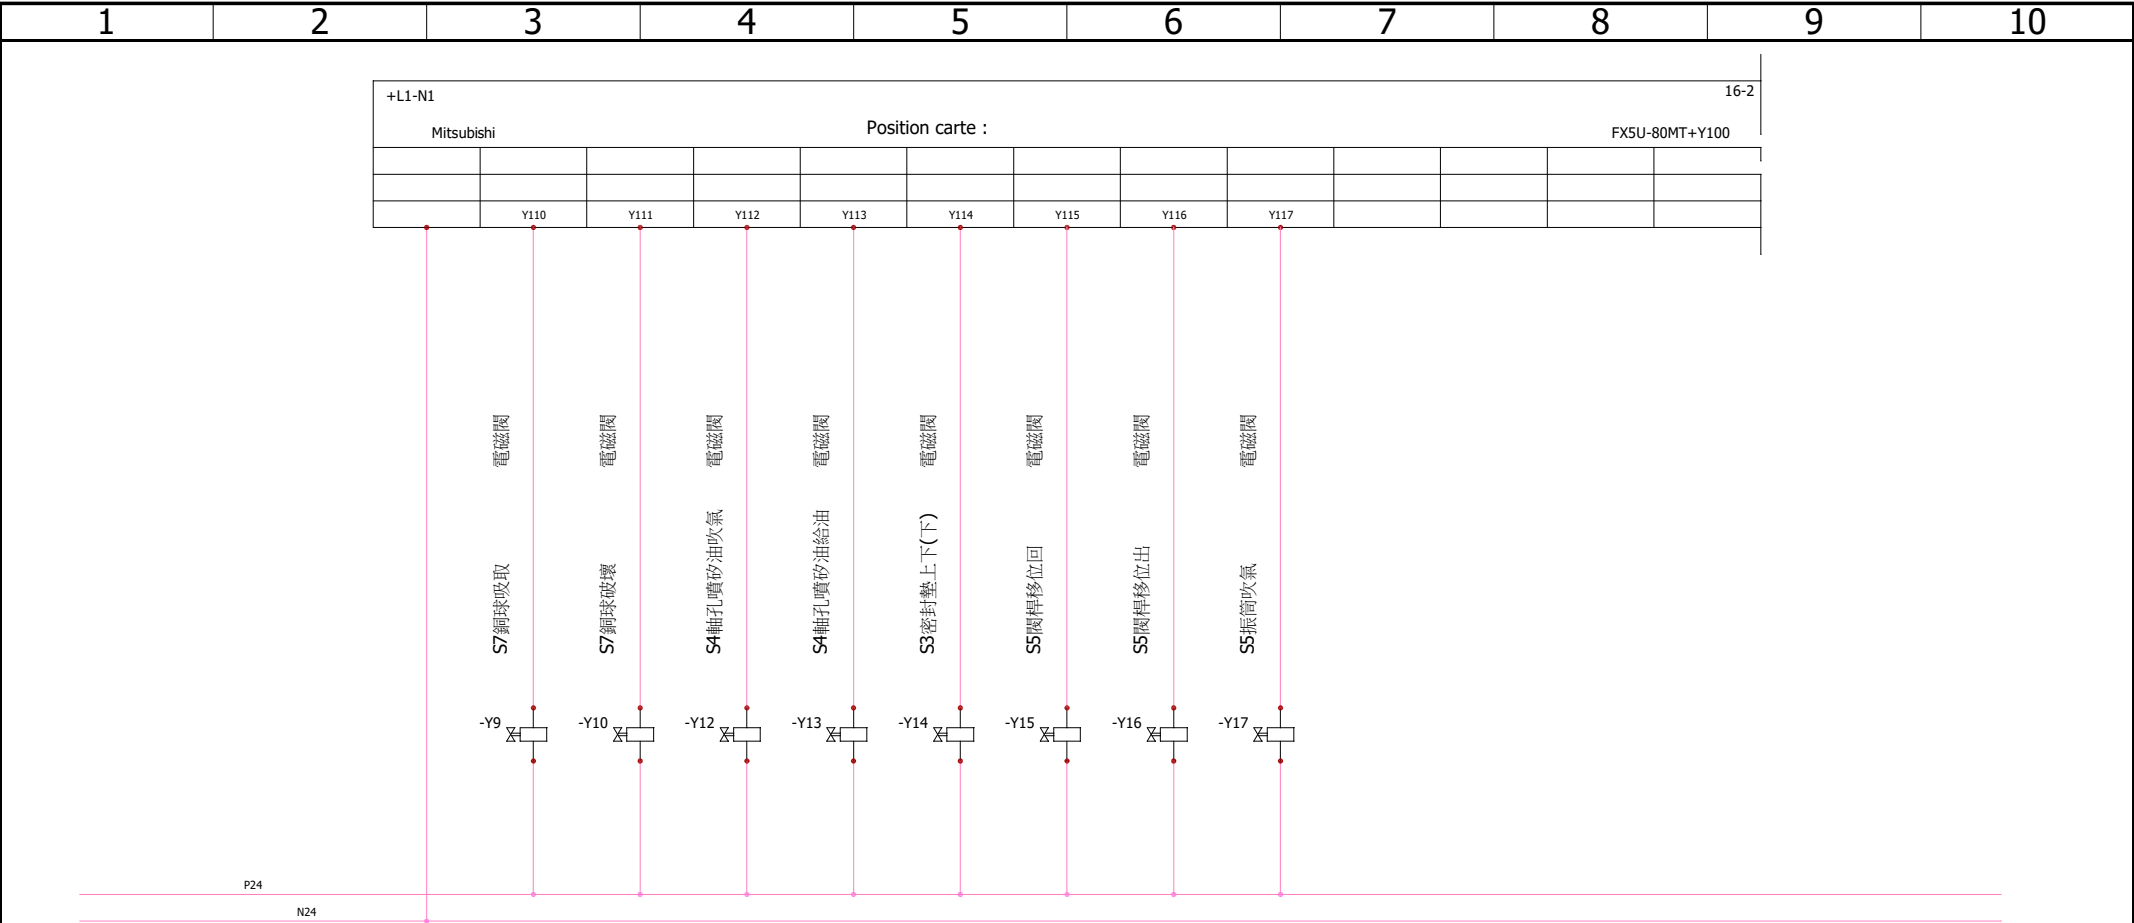 1 2 3 4 5 6 7 8 9 10
+L1-N1 16-2
Mitsubishi Position carte : FX5U-80MT+Y100
Y110 Y111 Y112 Y113 Y114 Y115 Y116 Y117
S7銅球吸取 電磁閥
S7銅球破壞 電磁閥
S4軸孔噴矽油吹氣 電磁閥
S4軸孔噴矽油給油 電磁閥
S3密封墊上下(下) 電磁閥
S5閥桿移位回 電磁閥
S5閥桿移位出 電磁閥
S5振筒吹氣 電磁閥
-Y9 -Y10 -Y12 -Y13 -Y14 -Y15 -Y16 -Y17
P24
N24